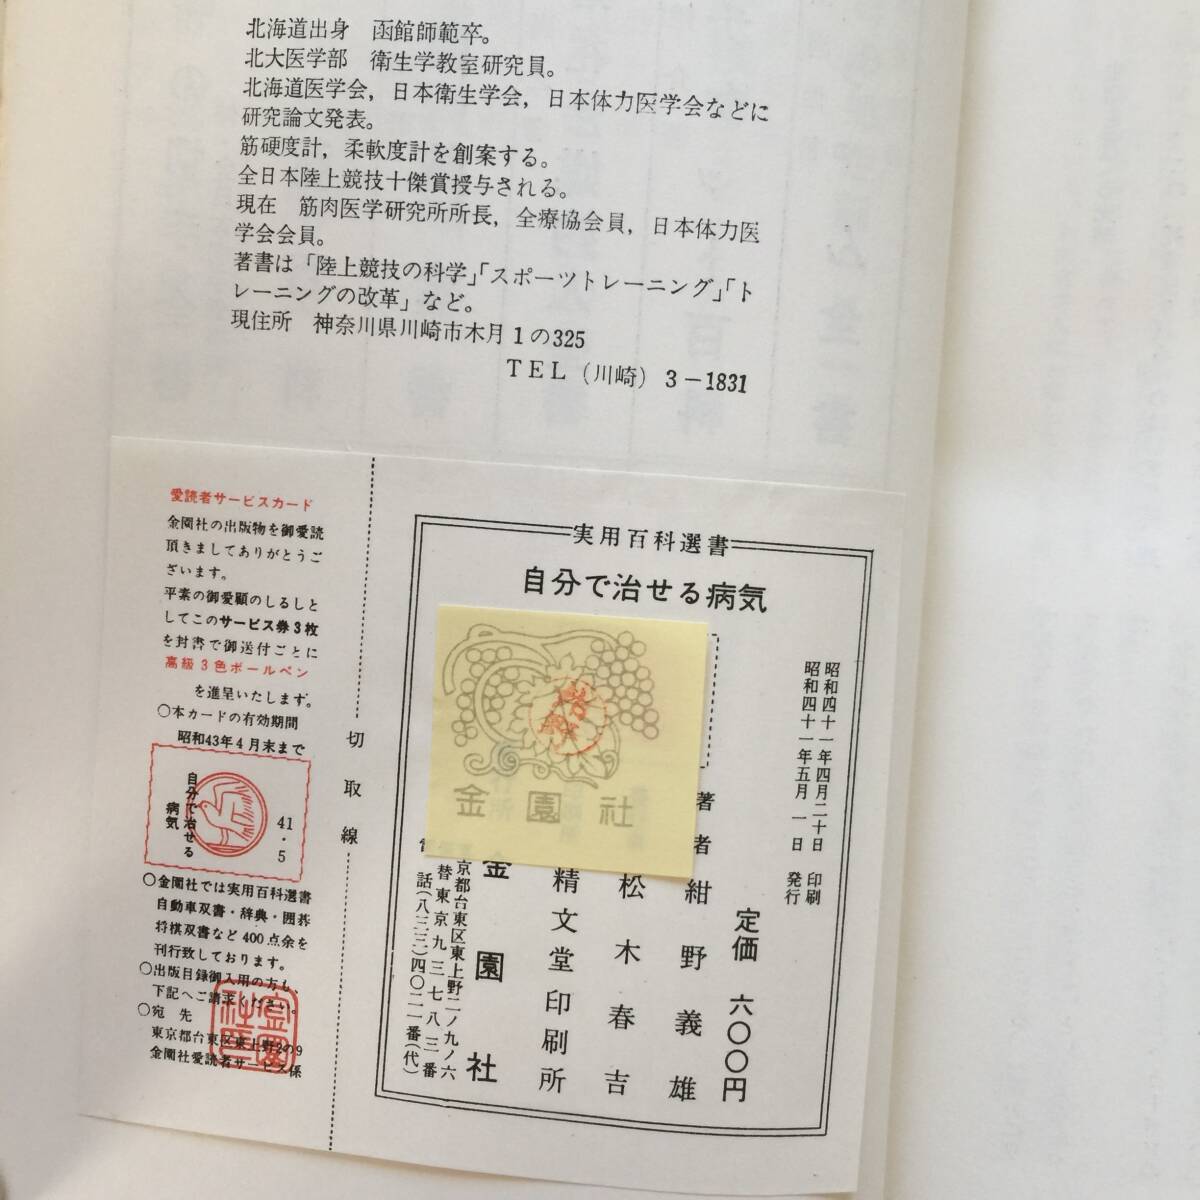 北海道出身　函館師範卒。
北大医学部　衛生学教室研究員。
北海道医学会，日本衛生学会，日本体力医学会などに
研究論文発表。
筋硬度計，柔軟度計を創案する。
全日本陸上競技十傑賞授与される。
現在　筋肉医学研究所所長，全療協会員，日本体力医
学会会員。
著書は「陸上競技の科学」「スポーツトレーニング」「ト
レーニングの改革」など。
現住所　神奈川県川崎市木月1の325
TEL（川崎）3－1831
愛読者サービスカード
金園社の出版物を御愛読
頂きましてありがとうご
ざいます。
平素の御愛顧のしるしと
してこのサービス券3枚
を封書で御送付ごとに
高級3色ボールペン
を進呈いたします。
○本カードの有効期間
昭和43年4月末まで
自分で治せる
病気
41・5
○金園社では実用百科選書
自動車双書・辞典・囲碁
将棋双書など400点余を
刊行致しております。
○出版目録御入用の方も、
下記へご請求ください。
○宛　先
東京都台東区東上野2の9
金園社愛読者サービス係
切取線
実用百科選書
自分で治せる病気
金園社
昭和四十一年四月二十日　印刷
昭和四十一年五月　一日　発行
定価　六〇〇円
著者　紺野義雄
松木春吉
精文堂印刷所
金園社
京都台東区東上野二ノ九ノ六
替東京九三七八三番
話（八三三）四〇二一番（代）